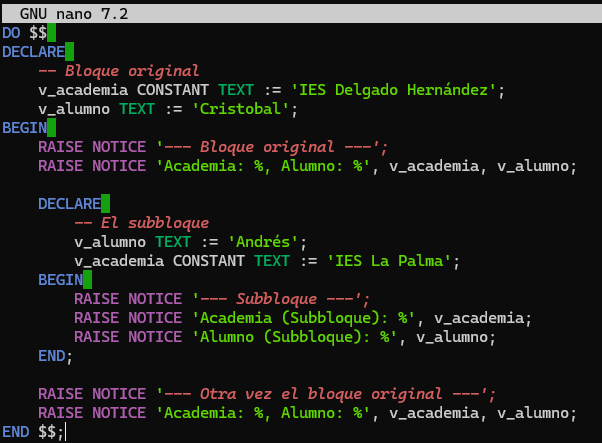 GNU nano 7.2
DO $$
DECLARE
    -- Bloque original
    v_academia CONSTANT TEXT := 'IES Delgado Hernández';
    v_alumno TEXT := 'Cristobal';
BEGIN
    RAISE NOTICE '--- Bloque original ---';
    RAISE NOTICE 'Academia: %, Alumno: %', v_academia, v_alumno;

    DECLARE
        -- El subbloque
        v_alumno TEXT := 'Andrés';
        v_academia CONSTANT TEXT := 'IES La Palma';
    BEGIN
        RAISE NOTICE '--- Subbloque ---';
        RAISE NOTICE 'Academia (Subbloque): %', v_academia;
        RAISE NOTICE 'Alumno (Subbloque): %', v_alumno;
    END;

    RAISE NOTICE '--- Otra vez el bloque original ---';
    RAISE NOTICE 'Academia: %, Alumno: %', v_academia, v_alumno;
END $$;